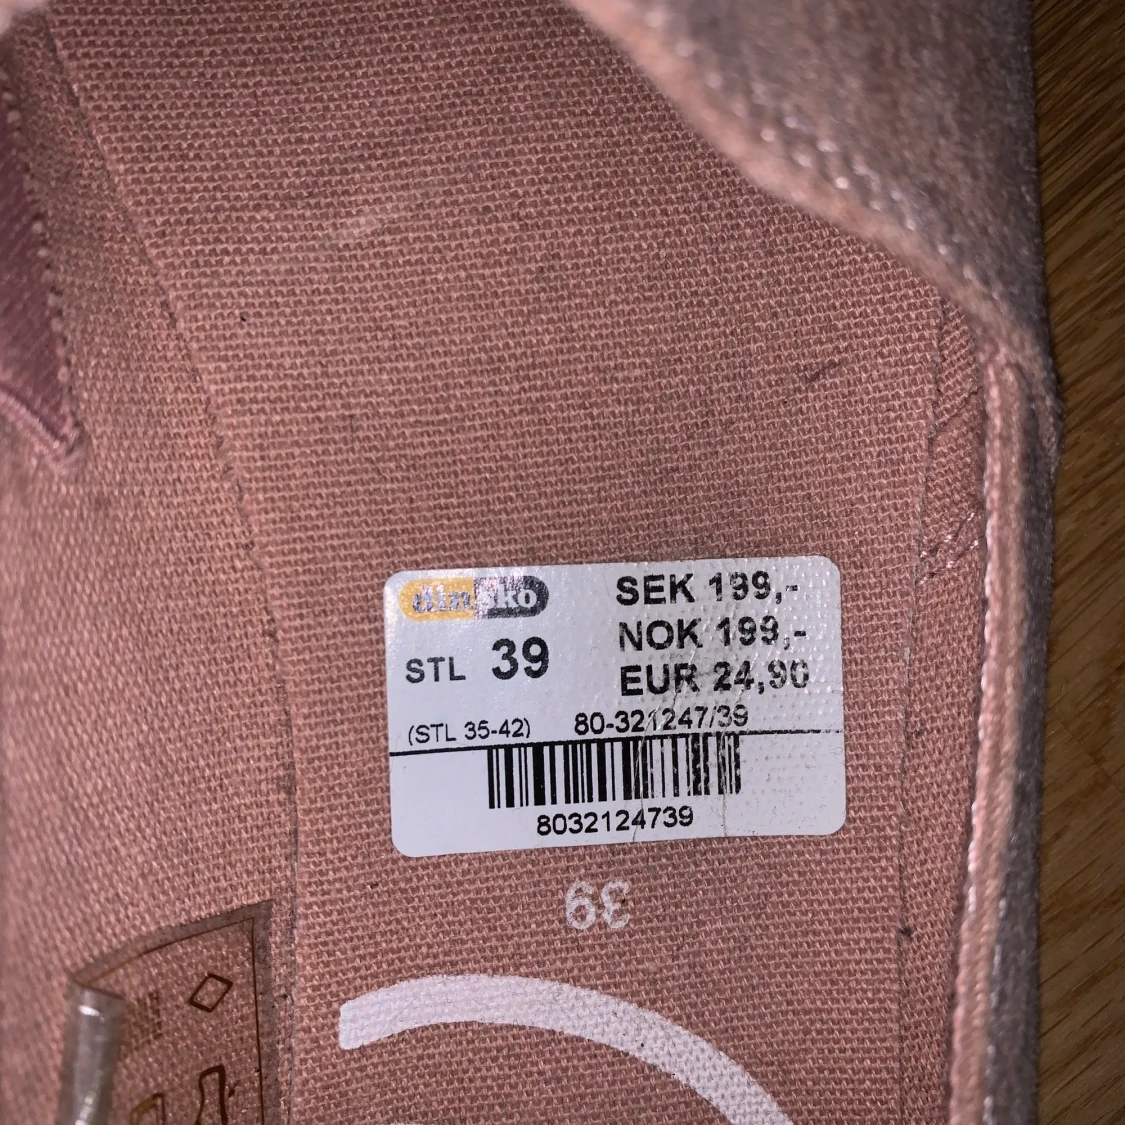 dinsko
SEK 199,-
NOK 199,-
EUR 24,90
STL 39
(STL 35-42) 80-321247/39
8032124739
39